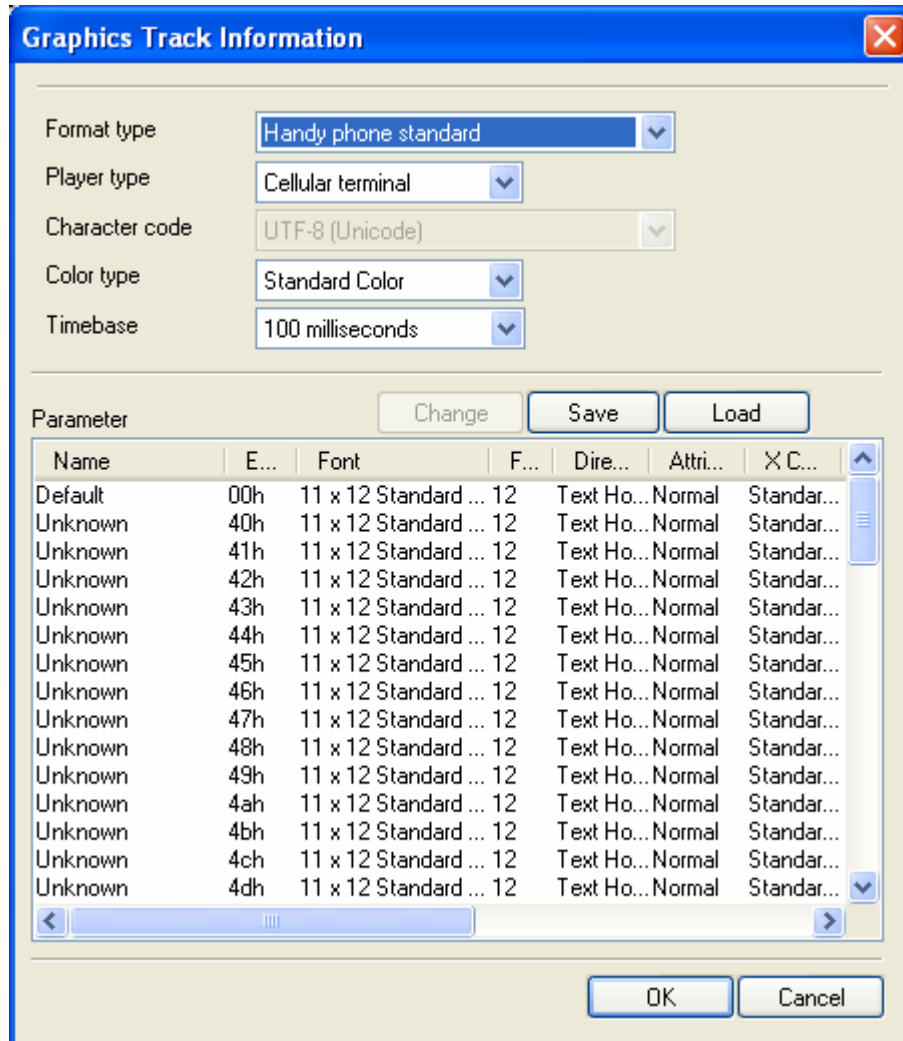 Graphics Track Information
Format type Handy phone standard
Player type Cellular terminal
Character code UTF-8 (Unicode)
Color type Standard Color
Timebase 100 milliseconds
Parameter Change Save Load
Name E... Font F... Dire... Attri... X C...
Default 00h 11 x 12 Standard ... 12 Text Ho... Normal Standar...
Unknown 40h 11 x 12 Standard ... 12 Text Ho... Normal Standar...
Unknown 41h 11 x 12 Standard ... 12 Text Ho... Normal Standar...
Unknown 42h 11 x 12 Standard ... 12 Text Ho... Normal Standar...
Unknown 43h 11 x 12 Standard ... 12 Text Ho... Normal Standar...
Unknown 44h 11 x 12 Standard ... 12 Text Ho... Normal Standar...
Unknown 45h 11 x 12 Standard ... 12 Text Ho... Normal Standar...
Unknown 46h 11 x 12 Standard ... 12 Text Ho... Normal Standar...
Unknown 47h 11 x 12 Standard ... 12 Text Ho... Normal Standar...
Unknown 48h 11 x 12 Standard ... 12 Text Ho... Normal Standar...
Unknown 49h 11 x 12 Standard ... 12 Text Ho... Normal Standar...
Unknown 4ah 11 x 12 Standard ... 12 Text Ho... Normal Standar...
Unknown 4bh 11 x 12 Standard ... 12 Text Ho... Normal Standar...
Unknown 4ch 11 x 12 Standard ... 12 Text Ho... Normal Standar...
Unknown 4dh 11 x 12 Standard ... 12 Text Ho... Normal Standar...
OK Cancel